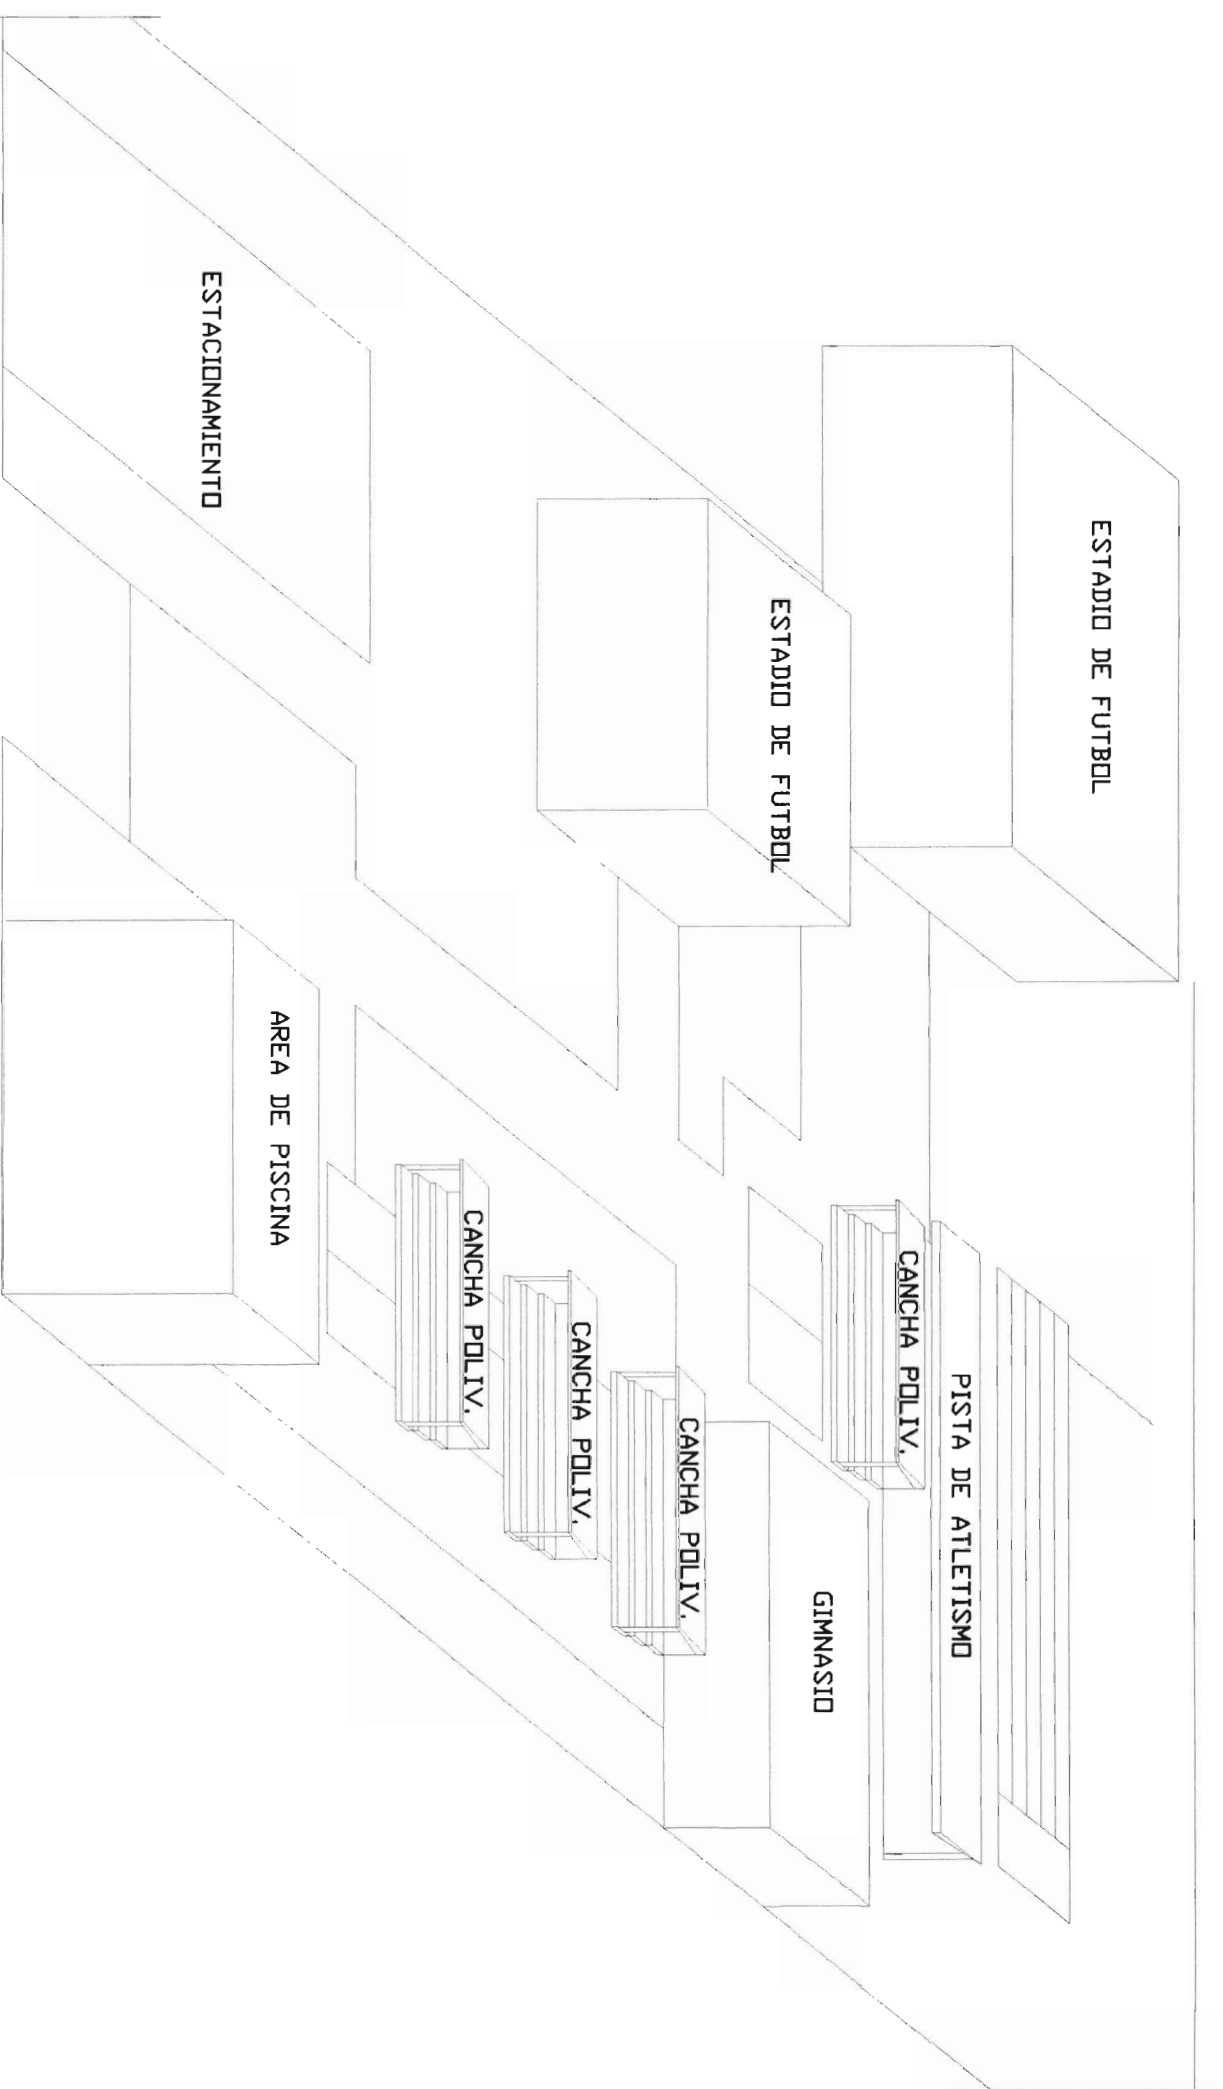 ESTADIO DE FUTBOL
ESTADIO DE FUTBOL
PISTA DE ATLETISMO
CANCHA POLIV.
GIMNASIO
CANCHA POLIV.
CANCHA POLIV.
CANCHA POLIV.
AREA DE PISCINA
ESTACIONAMIENTO